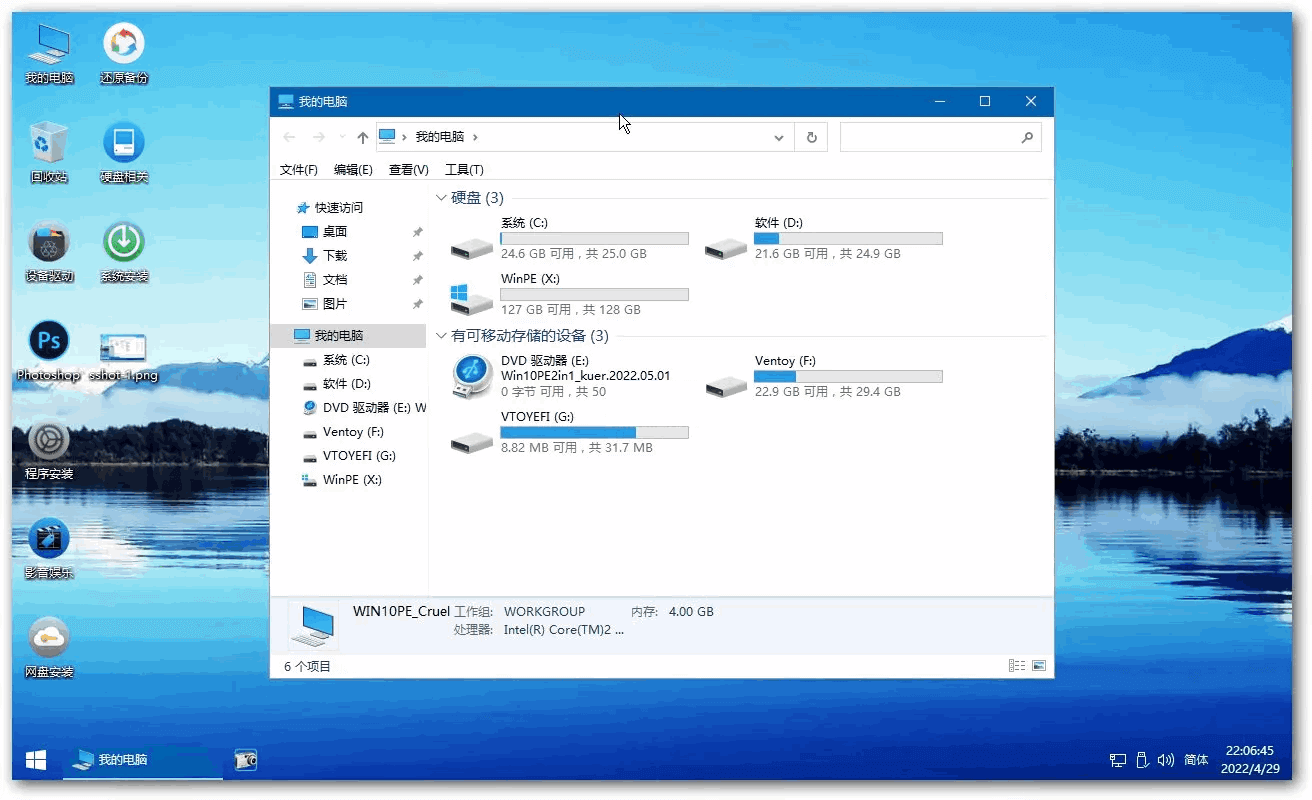 我的电脑
还原备份
回收站
硬盘相关
设备驱动
系统安装
Ps
Photoshop
sshot-1.png
程序安装
影音娱乐
网盘安装
我的电脑
我的电脑
文件(F) 编辑(E) 查看(V) 工具(T)
快速访问
桌面
下载
文档
图片
我的电脑
系统 (C:)
软件 (D:)
DVD 驱动器 (E:) W
Ventoy (F:)
VTOYEFI (G:)
WinPE (X:)
硬盘 (3)
系统 (C:)
24.6 GB 可用，共 25.0 GB
软件 (D:)
21.6 GB 可用，共 24.9 GB
WinPE (X:)
127 GB 可用，共 128 GB
有可移动存储的设备 (3)
DVD 驱动器 (E:)
Win10PE2in1_kuer.2022.05.01
0 字节 可用，共 50
Ventoy (F:)
22.9 GB 可用，共 29.4 GB
VTOYEFI (G:)
8.82 MB 可用，共 31.7 MB
WIN10PE_Cruel 工作组: WORKGROUP 内存: 4.00 GB
处理器: Intel(R) Core(TM)2 ...
6 个项目
我的电脑
简体
22:06:45
2022/4/29